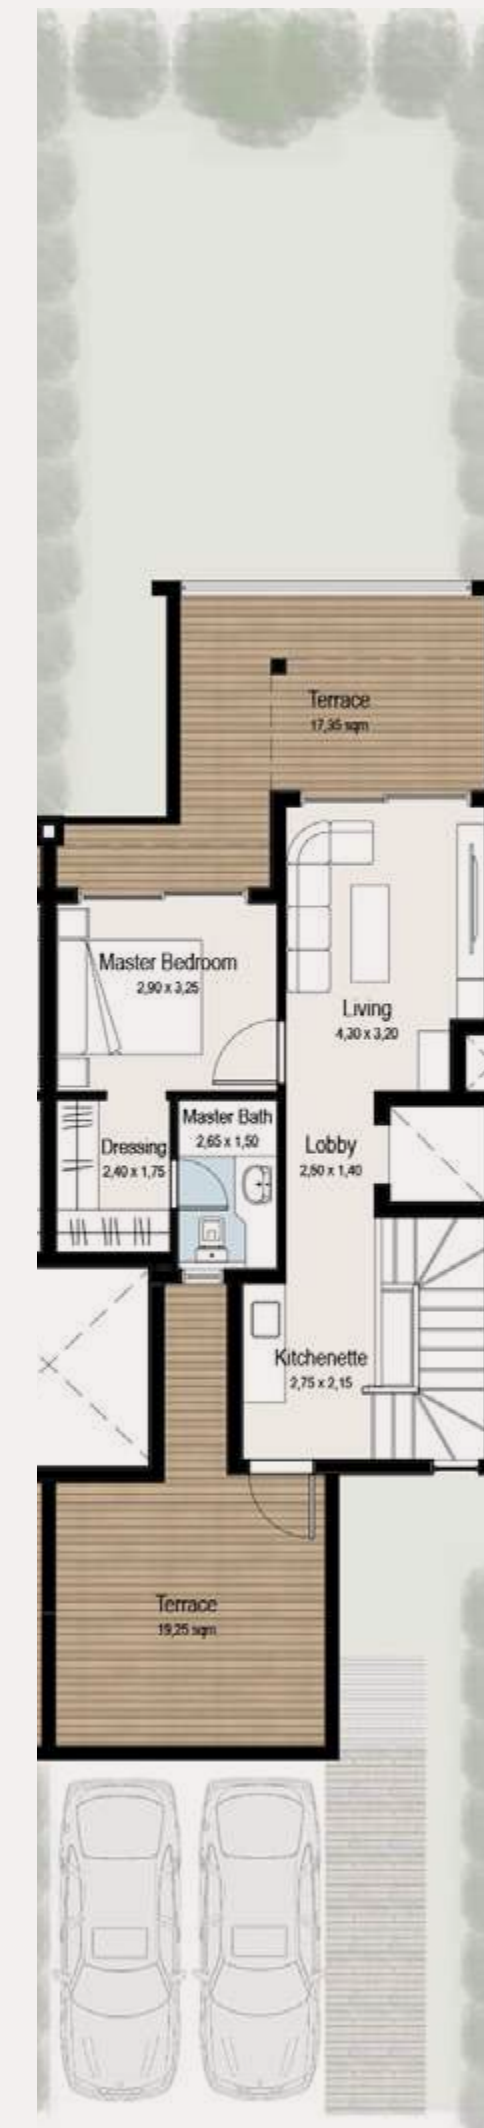 Terrace
17,35 sqm
Master Bedroom
2,90 x 3,25
Living
4,30 x 3,20
Master Bath
2,65 x 1,50
Dressing
2,40 x 1,75
Lobby
2,50 x 1,40
Kitchenette
2,75 x 2,15
Terrace
19,25 sqm